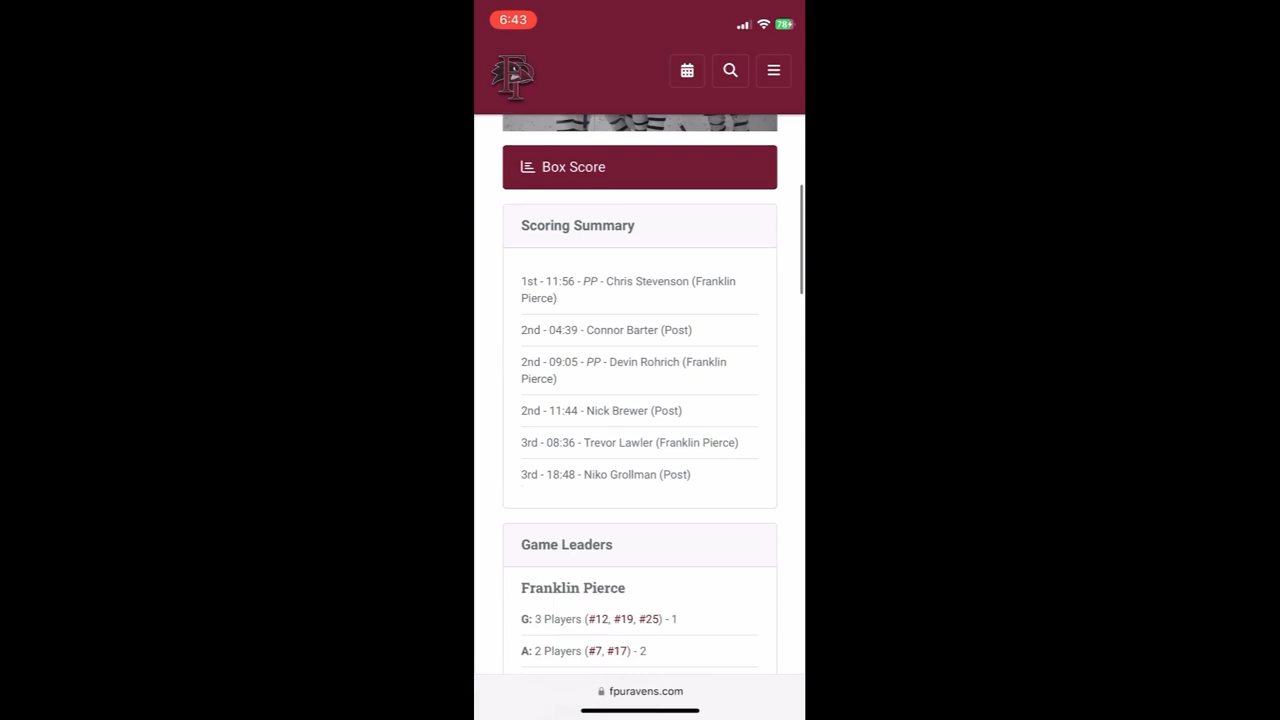 6:43
78
FP
Box Score
Scoring Summary
1st - 11:56 - PP - Chris Stevenson (Franklin
Pierce)
2nd - 04:39 - Connor Barter (Post)
2nd - 09:05 - PP - Devin Rohrich (Franklin
Pierce)
2nd - 11:44 - Nick Brewer (Post)
3rd - 08:36 - Trevor Lawler (Franklin Pierce)
3rd - 18:48 - Niko Grollman (Post)
Game Leaders
Franklin Pierce
G: 3 Players (#12, #19, #25) - 1
A: 2 Players (#7, #17) - 2
fpuravens.com